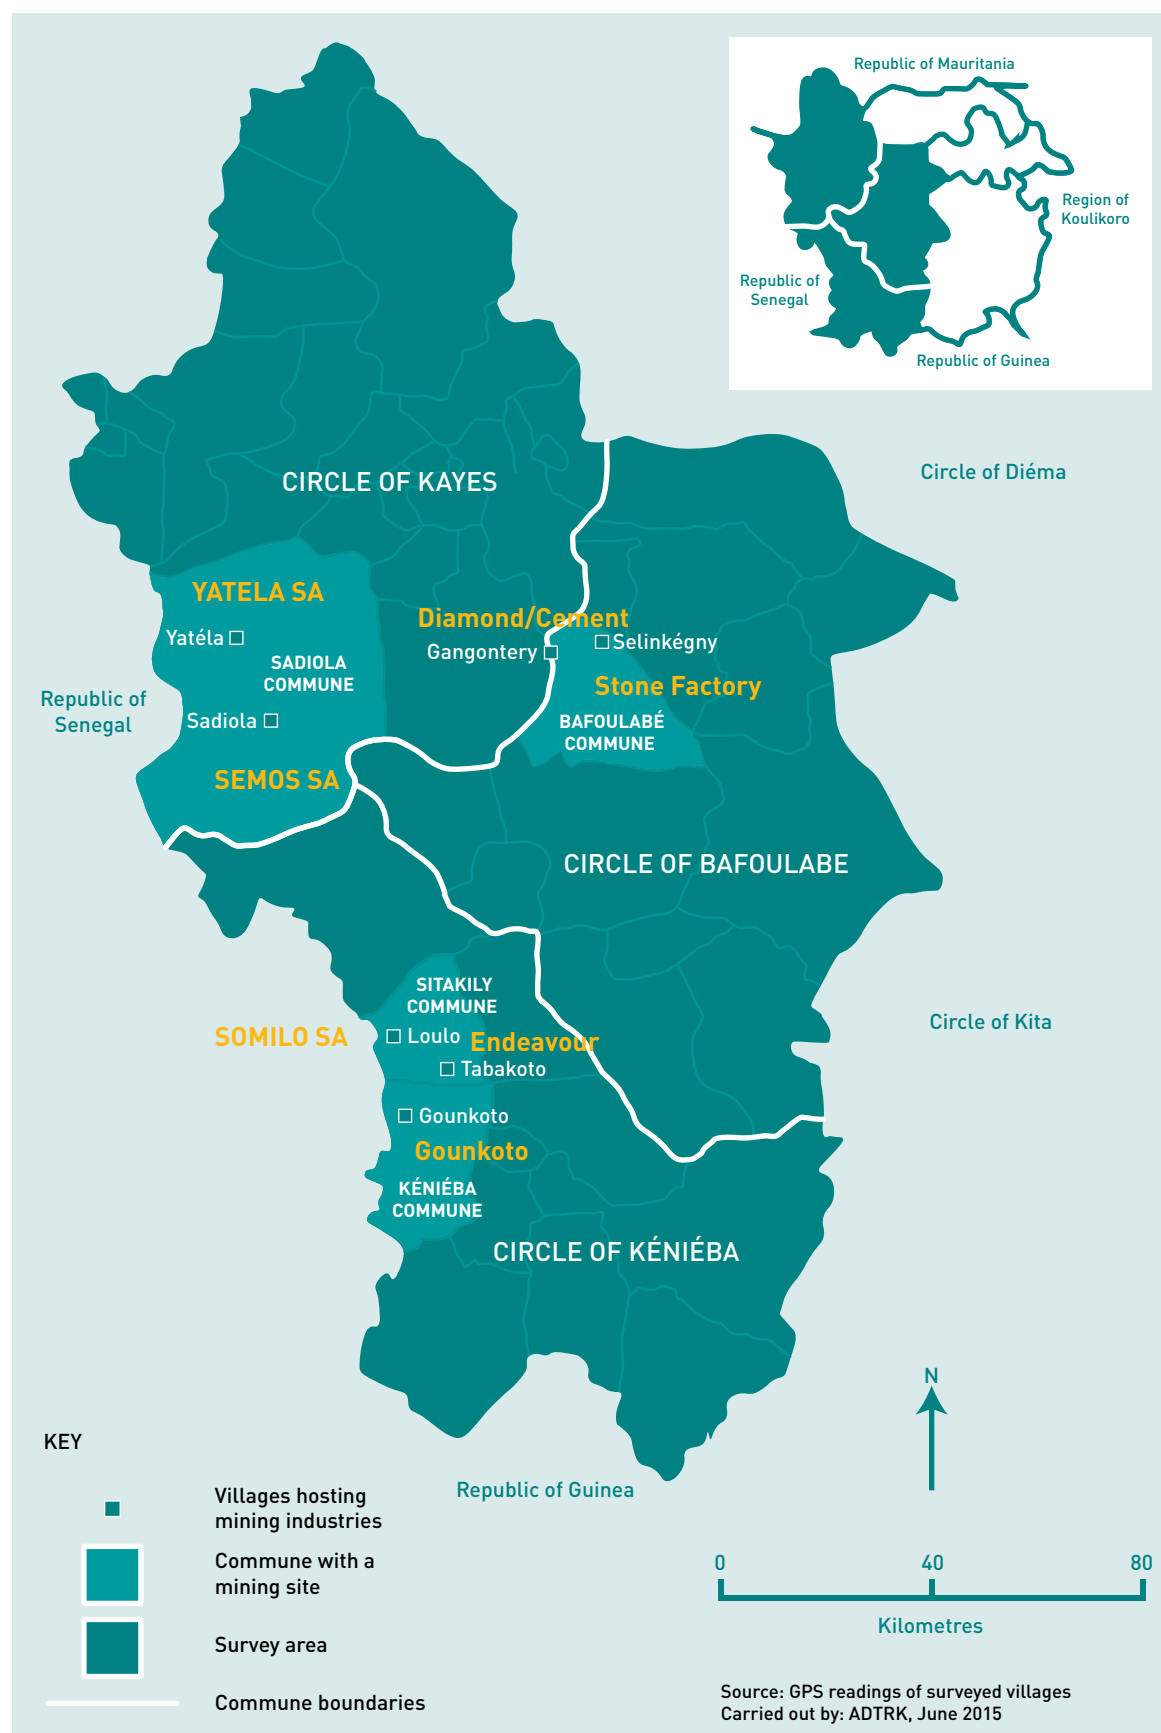 Republic of Mauritania
Region of
Koulikoro
Republic of
Senegal
Republic of Guinea
CIRCLE OF KAYES
Circle of Diéma
YATELA SA
Diamond/Cement
Yatéla
Selinkégny
Gangontery
SADIOLA
COMMUNE
Stone Factory
Republic of
Senegal
Sadiola
BAFOULABÉ
COMMUNE
SEMOS SA
CIRCLE OF BAFOULABE
SITAKILY
COMMUNE
SOMILO SA
Loulo
Endeavour
Circle of Kita
Tabakoto
Gounkoto
Gounkoto
KÉNIÉBA
COMMUNE
CIRCLE OF KÉNIÉBA
N
KEY
Republic of Guinea
Villages hosting
mining industries
Commune with a
mining site
Survey area
Commune boundaries
0 40 80
Kilometres
Source: GPS readings of surveyed villages
Carried out by: ADTRK, June 2015